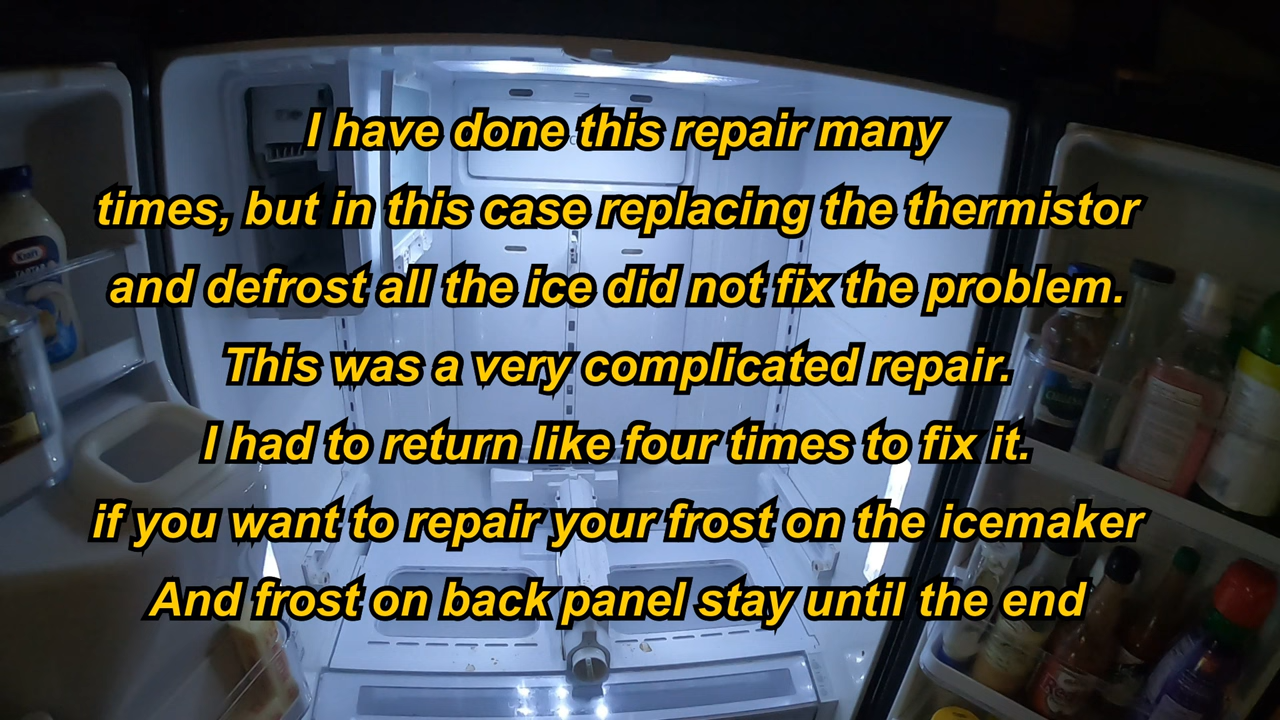 I have done this repair many
times, but in this case replacing the thermistor
and defrost all the ice did not fix the problem.
This was a very complicated repair.
I had to return like four times to fix it.
if you want to repair your frost on the icemaker
And frost on back panel stay until the end
Kraft
TARTAR